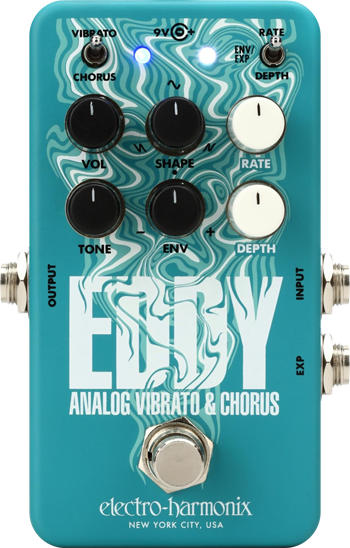 VIBRATO 9V + RATE
ENV/
EXP
CHORUS DEPTH
VOL SHAPE RATE
TONE - ENV + DEPTH
OUTPUT
INPUT
EXP
EDDY
ANALOG VIBRATO & CHORUS
electro-harmonix
NEW YORK CITY, USA